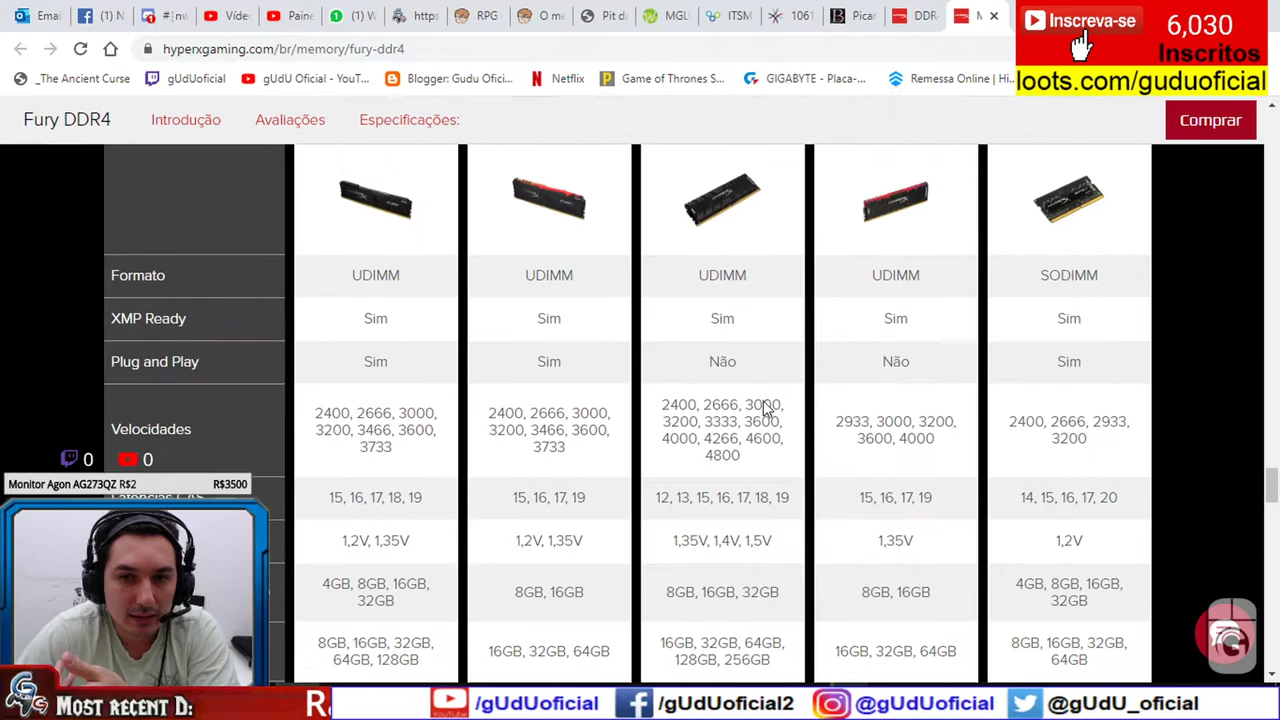 Emai
(1) N
#|nw
Víde
Paine
(1) W
https
RPG
O me
Pit d
MGL
ITSM
(106)
Picar
DDR
Inscreva-se
6,030
Inscritos
loots.com/guduoficial
hyperxgaming.com/br/memory/fury-ddr4
_The Ancient Curse
gUdUoficial
gUdU Oficial - YouT...
Blogger: Gudu Ofici...
Netflix
Game of Thrones S...
GIGABYTE - Placa-...
Remessa Online | Hi...
Fury DDR4
Introdução
Avaliações
Especificações:
Comprar
Formato UDIMM UDIMM UDIMM UDIMM SODIMM
XMP Ready Sim Sim Sim Sim Sim
Plug and Play Sim Sim Não Não Sim
Velocidades
2400, 2666, 3000,
3200, 3466, 3600,
3733
2400, 2666, 3000,
3200, 3466, 3600,
3733
2400, 2666, 3000,
3200, 3333, 3600,
4000, 4266, 4600,
4800
2933, 3000, 3200,
3600, 4000
2400, 2666, 2933,
3200
0 0
Monitor Agon AG273QZ R$2 R$3500
15, 16, 17, 18, 19
15, 16, 17, 19
12, 13, 15, 16, 17, 18, 19
15, 16, 17, 19
14, 15, 16, 17, 20
1,2V, 1,35V
1,2V, 1,35V
1,35V, 1,4V, 1,5V
1,35V
1,2V
4GB, 8GB, 16GB,
32GB
8GB, 16GB
8GB, 16GB, 32GB
8GB, 16GB
4GB, 8GB, 16GB,
32GB
8GB, 16GB, 32GB,
64GB, 128GB
16GB, 32GB, 64GB
16GB, 32GB, 64GB,
128GB, 256GB
16GB, 32GB, 64GB
8GB, 16GB, 32GB,
64GB
Most recent D:
R
/gUdUoficial
/gUdUoficial2
@gUdUoficial
@gUdU_oficial